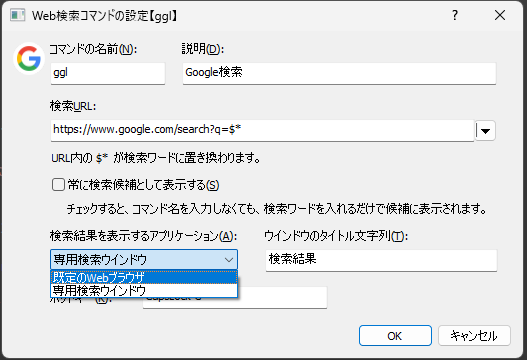 Web検索コマンドの設定【ggl】
コマンドの名前(N):
説明(D):
ggl
Google検索
検索URL:
https://www.google.com/search?q=$*
URL内の $* が検索ワードに置き換わります。
常に検索候補として表示する(S)
チェックすると、コマンド名を入力しなくても、検索ワードを入れるだけで候補に表示されます。
検索結果を表示するアプリケーション(A):
ウインドウのタイトル文字列(T):
専用検索ウインドウ
検索結果
既定のWebブラウザ
専用検索ウインドウ
OK
キャンセル